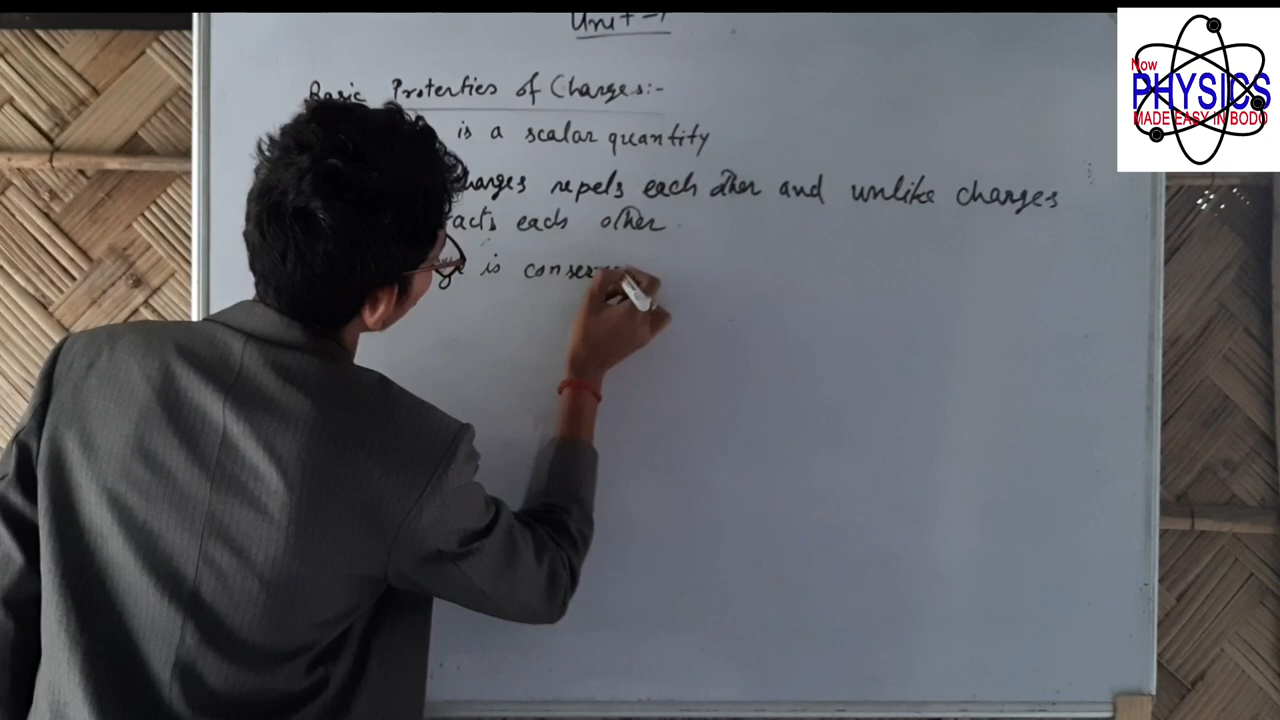 Unit-1
Basic Properties of Charges:-
is a scalar quantity
charges repels each other and unlike charges
acts each other
is conser
Now
PHYSICS
MADE EASY IN BODO